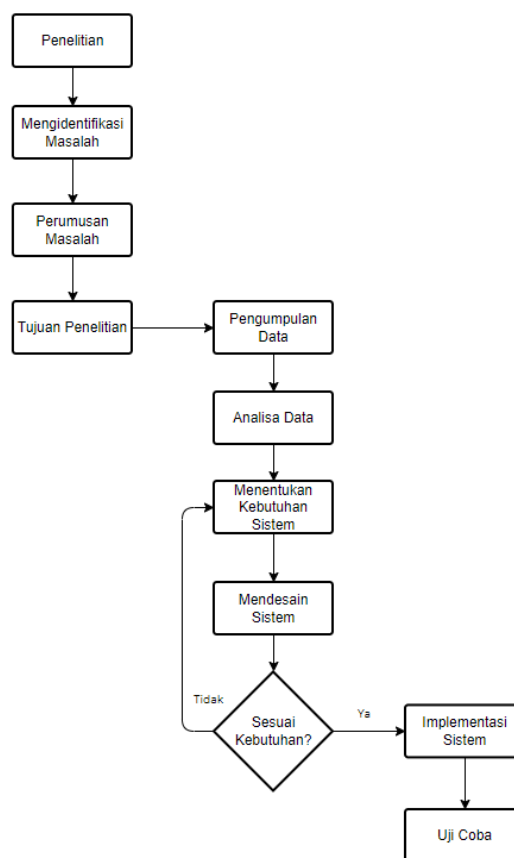 Penelitian
Mengidentifikasi
Masalah
Perumusan
Masalah
Tujuan Penelitian
Pengumpulan
Data
Analisa Data
Menentukan
Kebutuhan
Sistem
Mendesain
Sistem
Tidak
Sesuai
Kebutuhan?
Ya
Implementasi
Sistem
Uji Coba